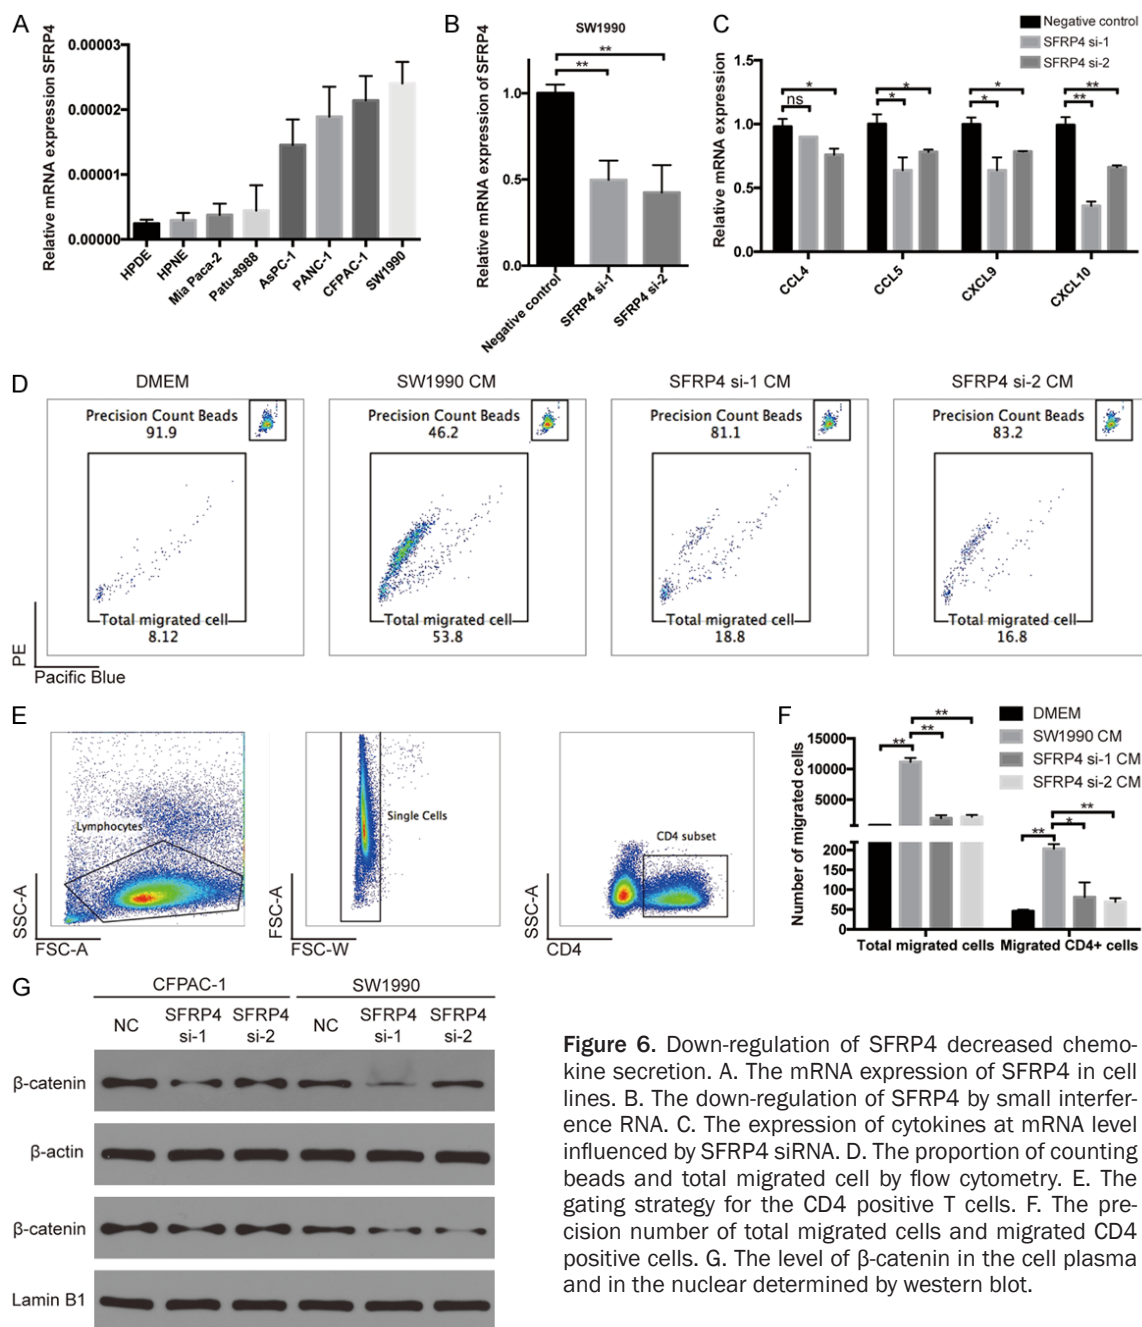 A
Relative mRNA expression SFRP4
0.00003
0.00002
0.00001
0.00000
HPDE
HPNE
Mia Paca-2
Patu-8988
AsPC-1
PANC-1
CFPAC-1
SW1990
B
SW1990
Relative mRNA expression of SFRP4
**
**
1.0
0.5
0.0
Negative control
SFRP4 si-1
SFRP4 si-2
C
Negative control
SFRP4 si-1
SFRP4 si-2
Relative mRNA expression
1.5
1.0
0.5
0.0
*
ns
*
*
*
*
**
**
CCL4
CCL5
CXCL9
CXCL10
D
DMEM
SW1990 CM
SFRP4 si-1 CM
SFRP4 si-2 CM
Precision Count Beads
91.9
Total migrated cell
8.12
Precision Count Beads
46.2
Total migrated cell
53.8
Precision Count Beads
81.1
Total migrated cell
18.8
Precision Count Beads
83.2
Total migrated cell
16.8
PE
Pacific Blue
E
Lymphocytes
SSC-A
FSC-A
Single Cells
FSC-A
FSC-W
CD4 subset
SSC-A
CD4
F
DMEM
SW1990 CM
SFRP4 si-1 CM
SFRP4 si-2 CM
Number of migrated cells
15000
10000
5000
200
150
100
50
0
**
**
**
**
*
**
Total migrated cells
Migrated CD4+ cells
G
CFPAC-1
SW1990
NC
SFRP4
si-1
SFRP4
si-2
NC
SFRP4
si-1
SFRP4
si-2
β-catenin
β-actin
β-catenin
Lamin B1
Figure 6. Down-regulation of SFRP4 decreased chemo-
kine secretion. A. The mRNA expression of SFRP4 in cell
lines. B. The down-regulation of SFRP4 by small interfer-
ence RNA. C. The expression of cytokines at mRNA level
influenced by SFRP4 siRNA. D. The proportion of counting
beads and total migrated cell by flow cytometry. E. The
gating strategy for the CD4 positive T cells. F. The pre-
cision number of total migrated cells and migrated CD4
positive cells. G. The level of β-catenin in the cell plasma
and in the nuclear determined by western blot.